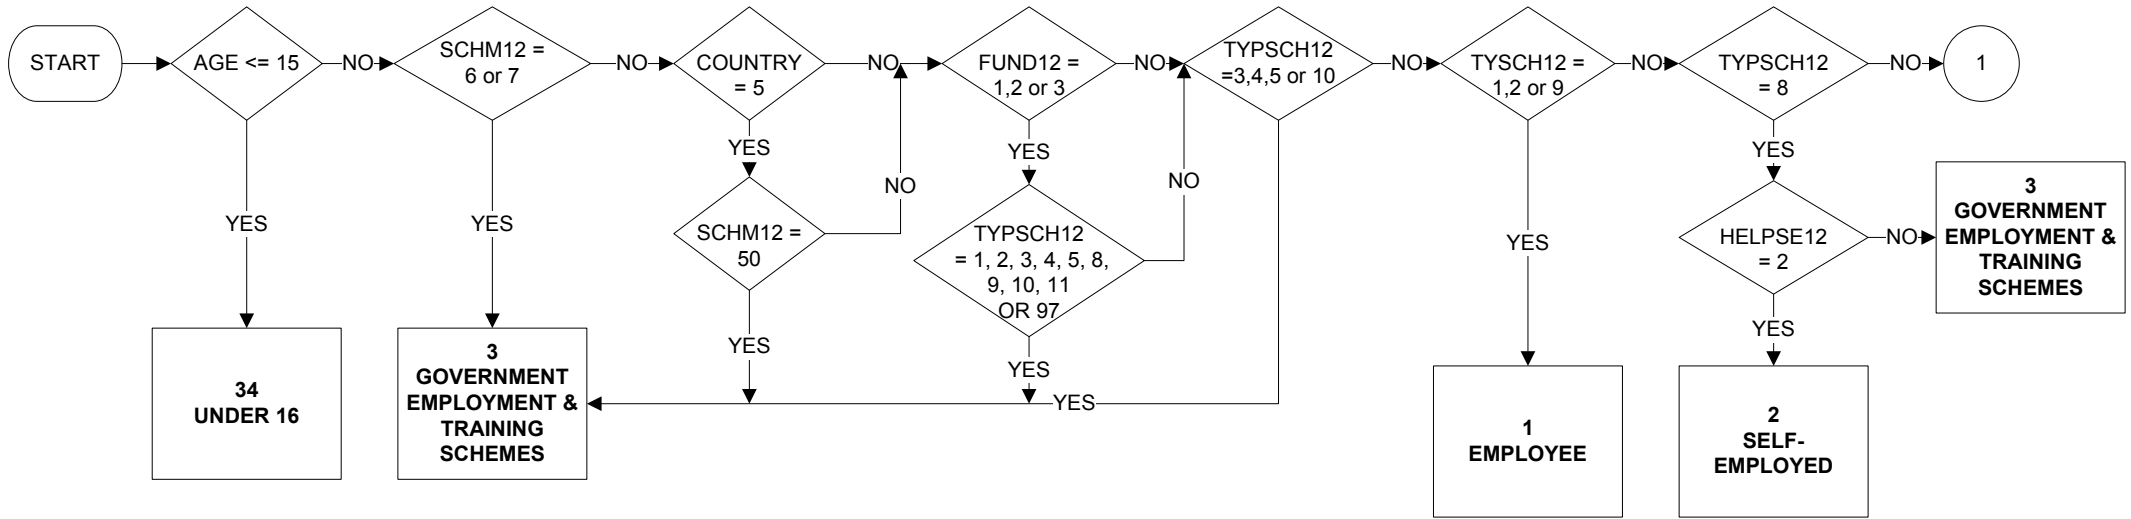 START
AGE <= 15
NO
SCHM12 =
6 or 7
NO
COUNTRY
= 5
NO
FUND12 =
1,2 or 3
NO
TYPSCH12
=3,4,5 or 10
NO
TYSCH12 =
1,2 or 9
NO
TYPSCH12
= 8
NO
1
YES
YES
YES
SCHM12 =
50
NO
YES
YES
TYPSCH12
= 1, 2, 3, 4, 5, 8,
9, 10, 11
OR 97
NO
YES
YES
YES
YES
HELPSE12
= 2
NO
3
GOVERNMENT
EMPLOYMENT &
TRAINING
SCHEMES
YES
34
UNDER 16
3
GOVERNMENT
EMPLOYMENT &
TRAINING
SCHEMES
1
EMPLOYEE
2
SELF-
EMPLOYED